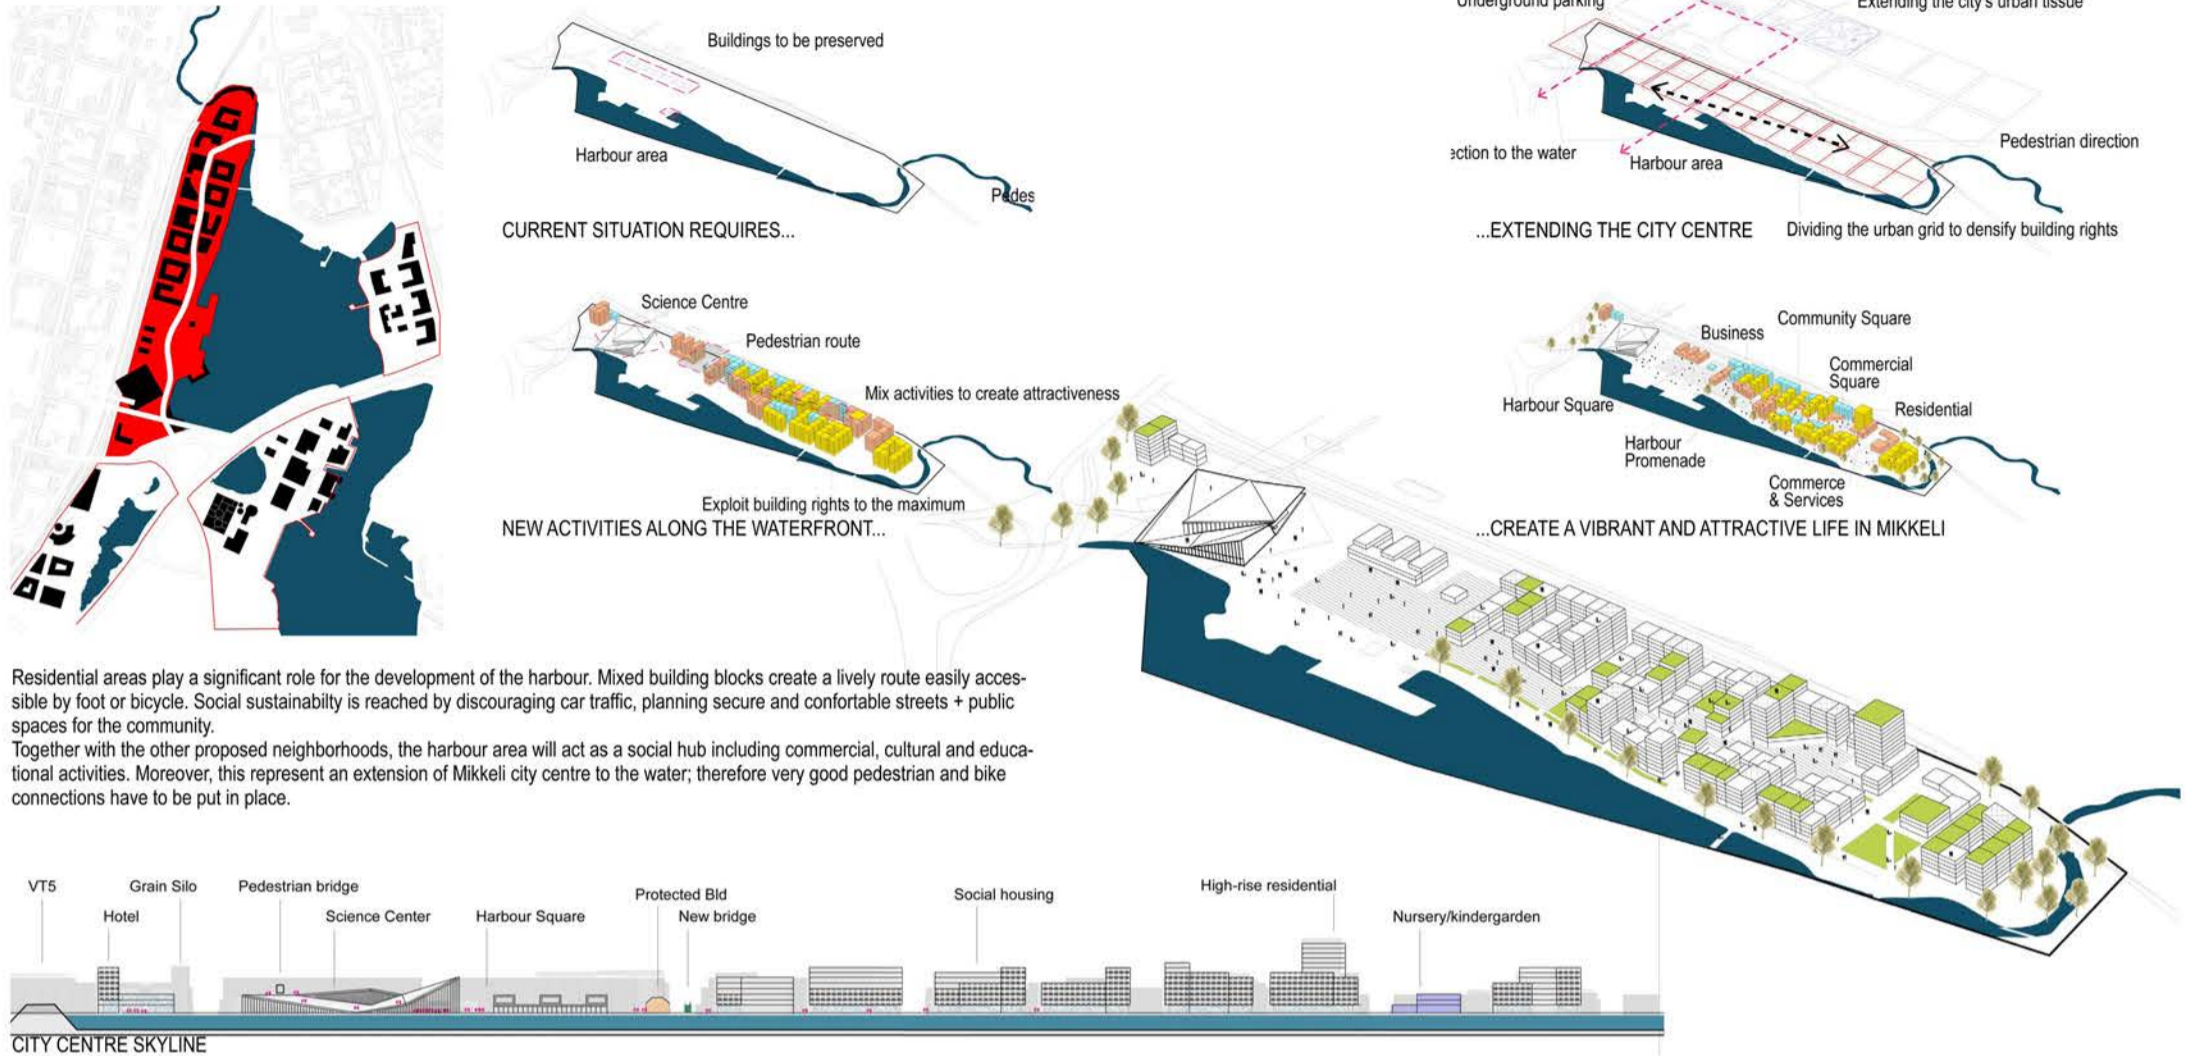 Buildings to be preserved
Harbour area
Pedes
CURRENT SITUATION REQUIRES...
Underground parking
Extending the city's urban tissue
Pedestrian direction
ection to the water
Harbour area
...EXTENDING THE CITY CENTRE
Dividing the urban grid to densify building rights
Science Centre
Pedestrian route
Mix activities to create attractiveness
Exploit building rights to the maximum
NEW ACTIVITIES ALONG THE WATERFRONT...
Community Square
Business
Commercial
Square
Harbour Square
Residential
Harbour
Promenade
Commerce
& Services
...CREATE A VIBRANT AND ATTRACTIVE LIFE IN MIKKELI
Residential areas play a significant role for the development of the harbour. Mixed building blocks create a lively route easily acces-
sible by foot or bicycle. Social sustainabilty is reached by discouraging car traffic, planning secure and confortable streets + public
spaces for the community.
Together with the other proposed neighborhoods, the harbour area will act as a social hub including commercial, cultural and educa-
tional activities. Moreover, this represent an extension of Mikkeli city centre to the water; therefore very good pedestrian and bike
connections have to be put in place.
VT5
Hotel
Grain Silo
Pedestrian bridge
Science Center
Harbour Square
Protected Bld
New bridge
Social housing
High-rise residential
Nursery/kindergarden
CITY CENTRE SKYLINE